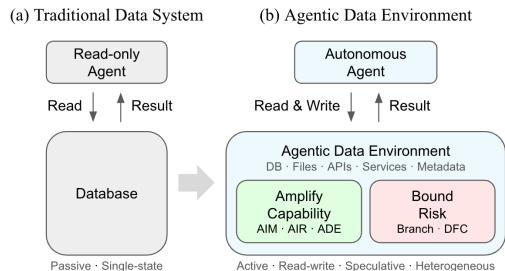 (a) Traditional Data System
Read-only
Agent
Read
Result
Database
Passive · Single-state
(b) Agentic Data Environment
Autonomous
Agent
Read & Write
Result
Agentic Data Environment
DB · Files · APIs · Services · Metadata
Amplify
Capability
AIM · AIR · ADE
Bound
Risk
Branch · DFC
Active · Read-write · Speculative · Heterogeneous